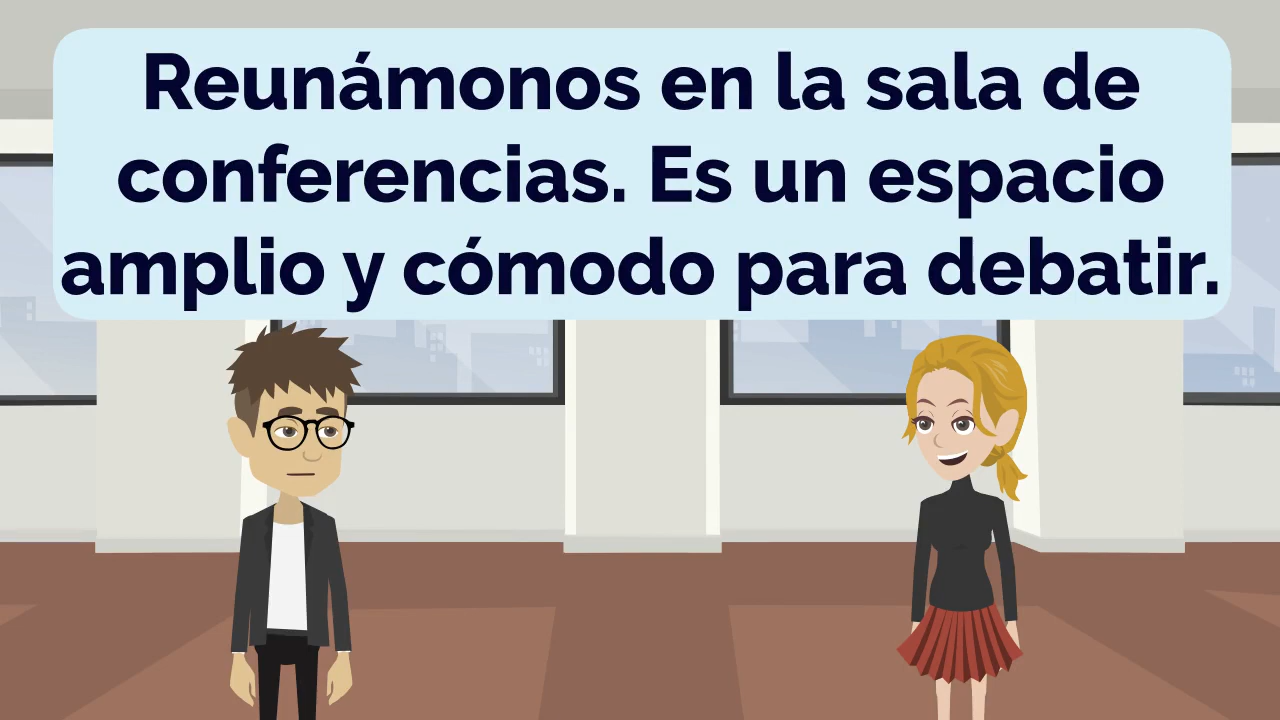 Reunámonos en la sala de
conferencias. Es un espacio
amplio y cómodo para debatir.